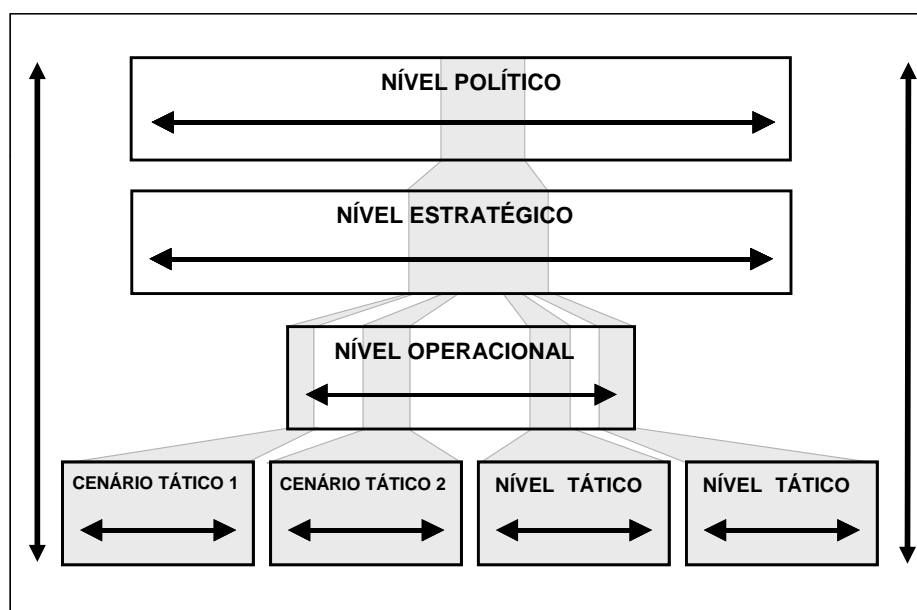 NÍVEL POLÍTICO
NÍVEL ESTRATÉGICO
NÍVEL OPERACIONAL
CENÁRIO TÁTICO 1
CENÁRIO TÁTICO 2
NÍVEL TÁTICO
NÍVEL TÁTICO